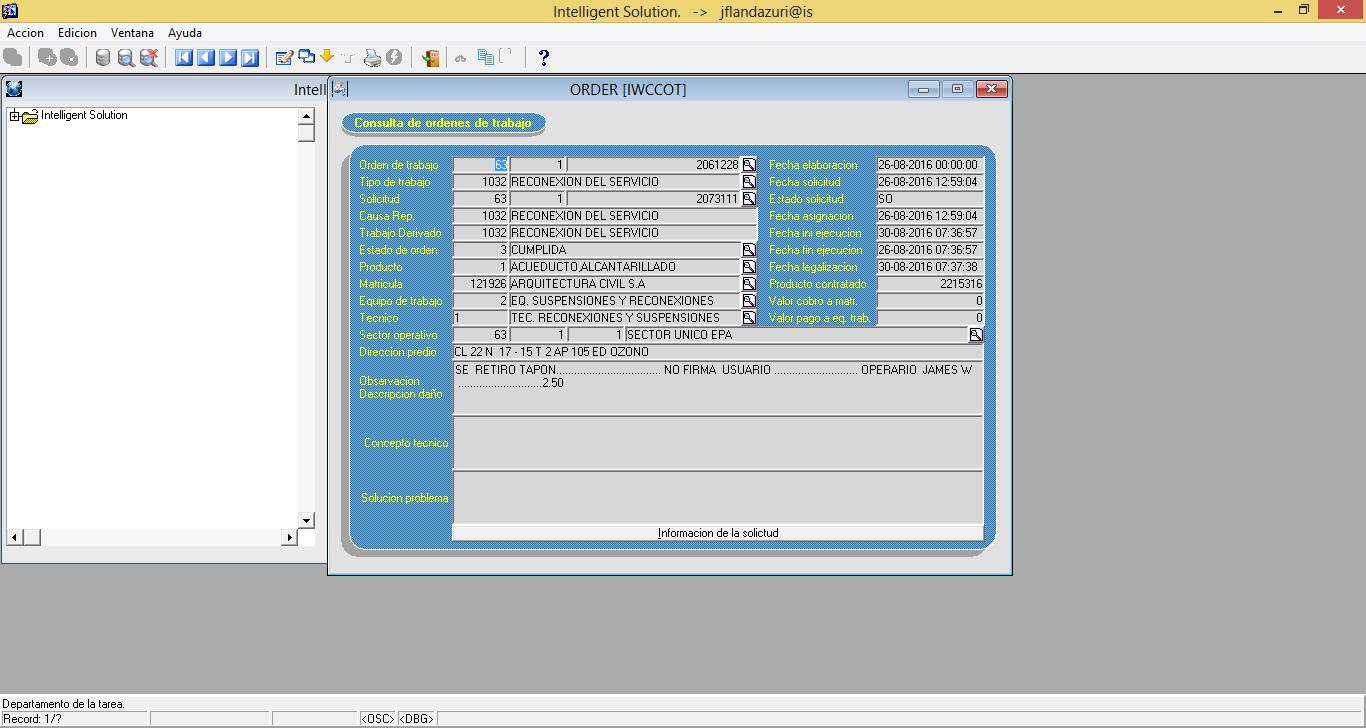 Intelligent Solution. -> jflandazuri@is
Accion Edicion Ventana Ayuda
Intell
ORDER [IWCCOT]
Intelligent Solution
Consulta de ordenes de trabajo
Orden de trabajo 63 1 2061228 Fecha elaboracion 26-08-2016 00:00:00
Tipo de trabajo 1032 RECONEXION DEL SERVICIO Fecha solicitud 26-08-2016 12:59:04
Solicitud 63 1 2073111 Estado solicitud SO
Causa Rep. 1032 RECONEXION DEL SERVICIO Fecha asignacion 26-08-2016 12:59:04
Trabajo Derivado 1032 RECONEXION DEL SERVICIO Fecha ini ejecucion 30-08-2016 07:36:57
Estado de orden 3 CUMPLIDA Fecha fin ejecucion 26-08-2016 07:36:57
Producto 1 ACUEDUCTO,ALCANTARILLADO Fecha legalizacion 30-08-2016 07:37:38
Matricula 121926 ARQUITECTURA CIVIL S.A Producto contratado 2215316
Equipo de trabajo 2 EQ. SUSPENSIONES Y RECONEXIONES Valor cobro a matr. 0
Tecnico 1 TEC. RECONEXIONES Y SUSPENSIONES Valor pago a eq. trab. 0
Sector operativo 63 1 1 SECTOR UNICO EPA
Direccion predio CL 22 N 17 - 15 T 2 AP 105 ED OZONO
SE RETIRO TAPON................................... NO FIRMA USUARIO ............................ OPERARIO JAMES W
Observacion ............................2.50
Descripcion daño
Concepto tecnico
Solucion problema
Informacion de la solictud
Departamento de la tarea.
Record: 1/? <OSC> <DBG>